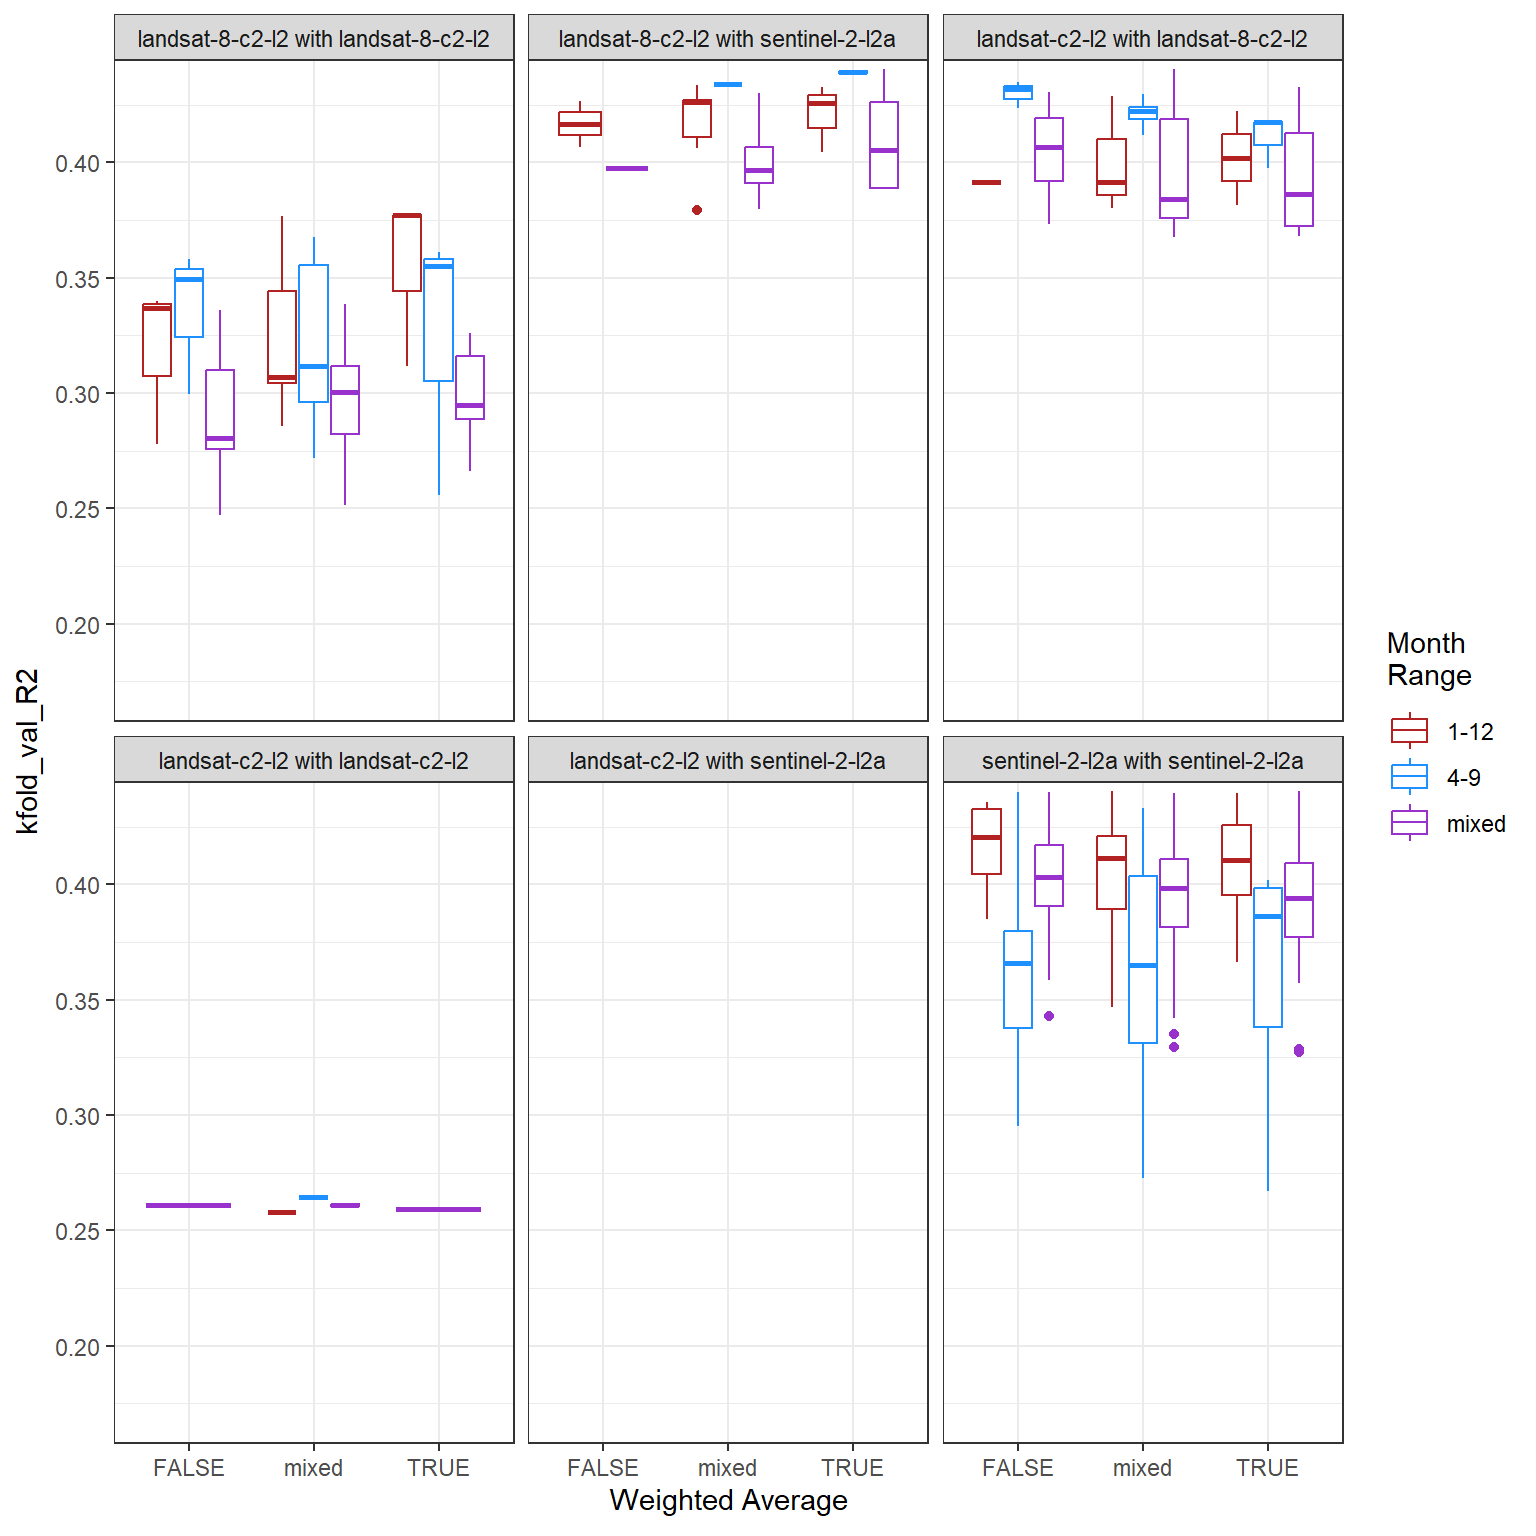 landsat-8-c2-l2 with landsat-8-c2-l2
landsat-8-c2-l2 with sentinel-2-l2a
landsat-c2-l2 with landsat-8-c2-l2
0.40
0.35
0.30
0.25
0.20
landsat-c2-l2 with landsat-c2-l2
landsat-c2-l2 with sentinel-2-l2a
sentinel-2-l2a with sentinel-2-l2a
0.40
0.35
0.30
0.25
0.20
FALSE
mixed
TRUE
FALSE
mixed
TRUE
FALSE
mixed
TRUE
Weighted Average
kfold_val_R2
Month
Range
1-12
4-9
mixed